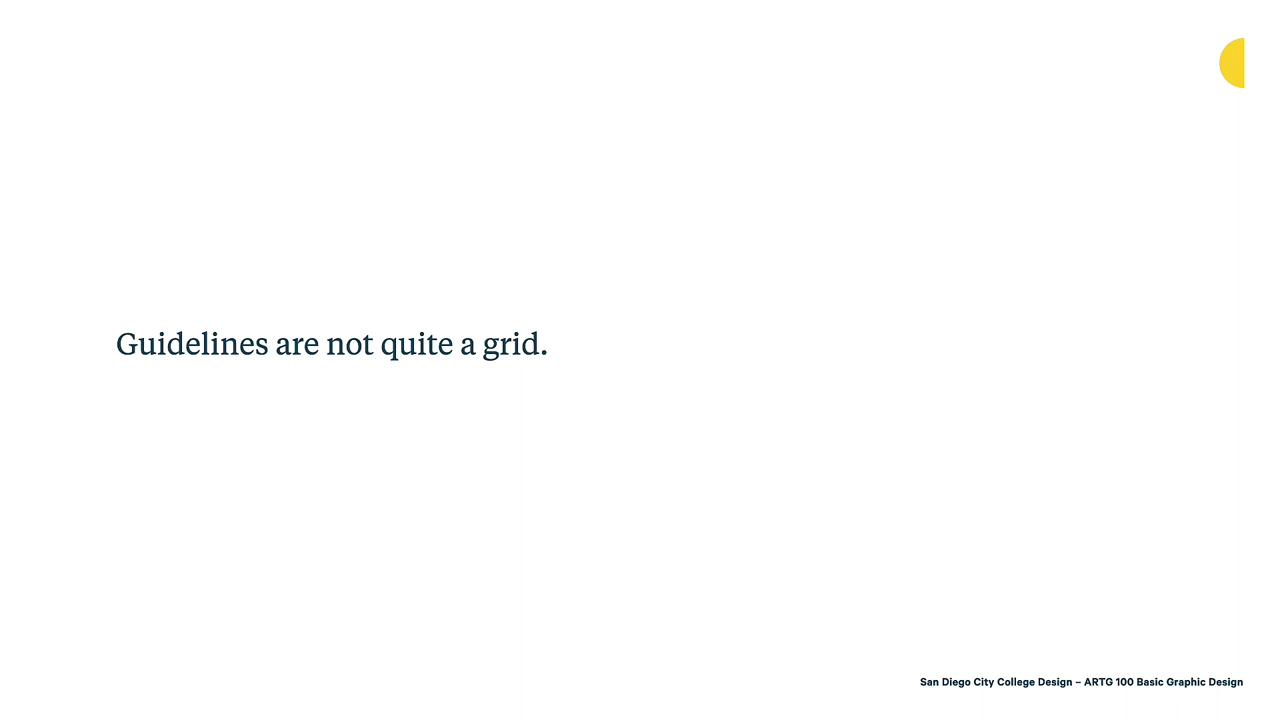 Guidelines are not quite a grid.
San Diego City College Design – ARTG 100 Basic Graphic Design